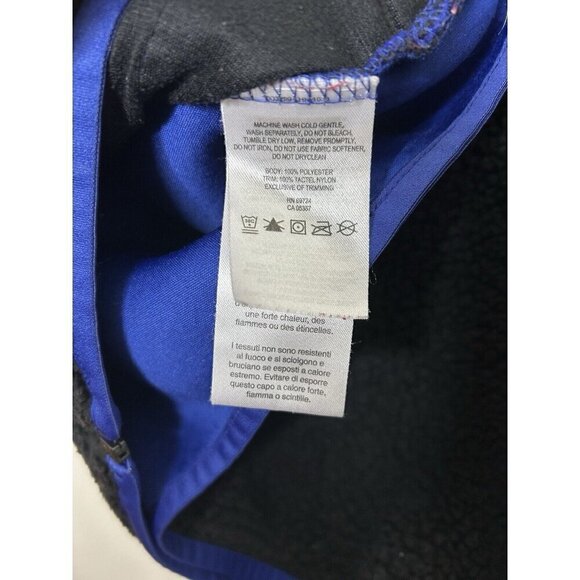 MACHINE WASH COLD GENTLE,
WASH SEPARATELY, DO NOT BLEACH,
TUMBLE DRY LOW, REMOVE PROMPTLY,
DO NOT IRON, DO NOT USE FABRIC SOFTENER,
DO NOT DRYCLEAN
BODY: 100% POLYESTER
TRIM: 100% TACTEL NYLON
EXCLUSIVE OF TRIMMING
RN 69724
CA 05357
une forte chaleur, des
flammes ou des étincelles.
I tessuti non sono resistenti
al fuoco e si sciolgono e
bruciano se esposti a calore
estremo. Evitare di esporre
questo capo a calore forte,
fiamma o scintille.